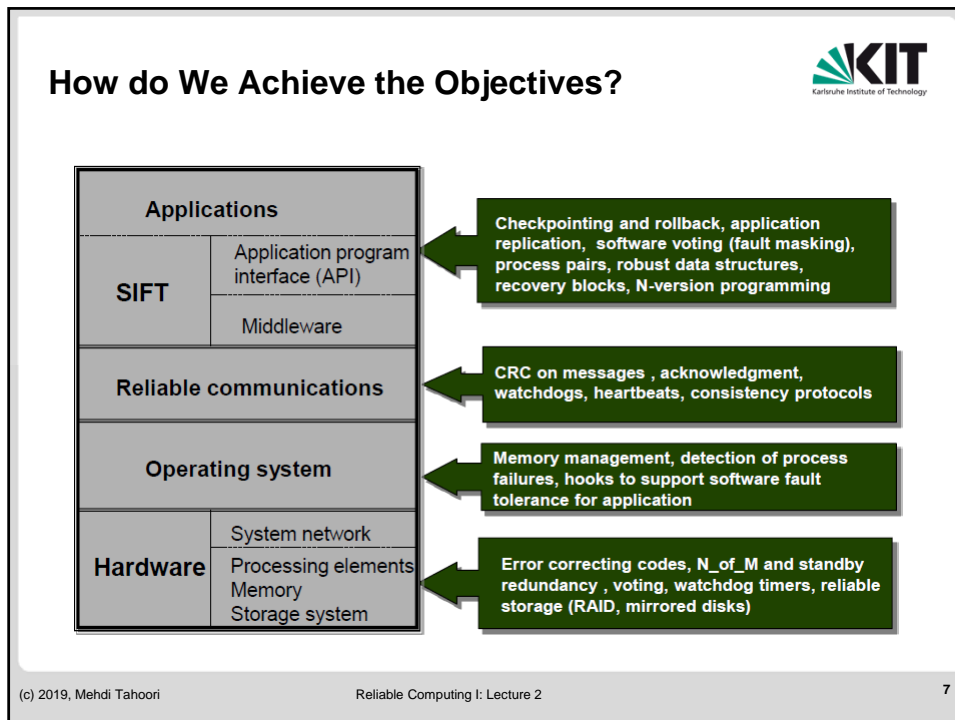 How do We Achieve the Objectives?
KIT
Karlsruhe Institute of Technology
Applications
SIFT
Application program
interface (API)
Middleware
Checkpointing and rollback, application
replication, software voting (fault masking),
process pairs, robust data structures,
recovery blocks, N-version programming
Reliable communications
CRC on messages , acknowledgment,
watchdogs, heartbeats, consistency protocols
Operating system
Memory management, detection of process
failures, hooks to support software fault
tolerance for application
Hardware
System network
Processing elements
Memory
Storage system
Error correcting codes, N_of_M and standby
redundancy , voting, watchdog timers, reliable
storage (RAID, mirrored disks)
(c) 2019, Mehdi Tahoori
Reliable Computing I: Lecture 2
7